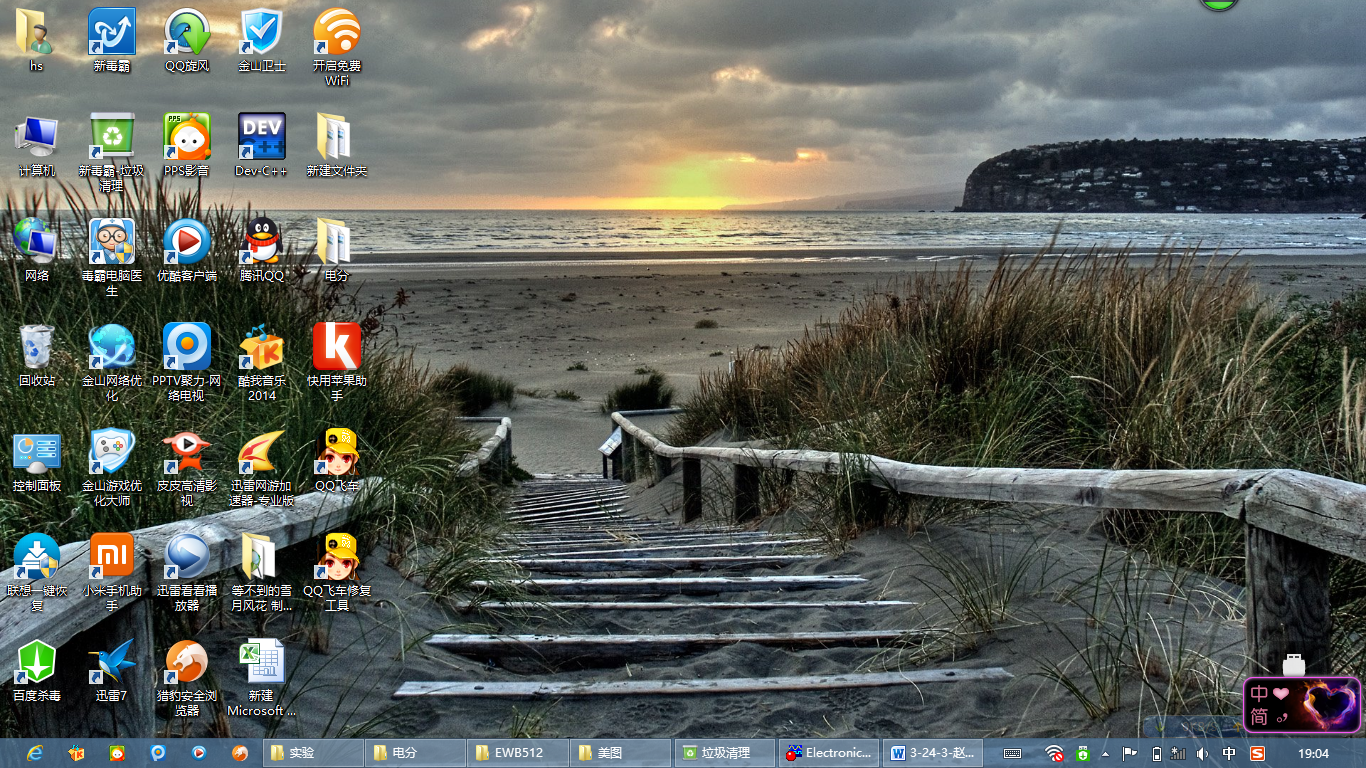 hs
新毒霸
QQ旋风
金山卫士
开启免费
WiFi
计算机
新毒霸-垃圾
清理
PPS
PPS影音
DEV
C++
Dev-C++
新建文件夹
网络
毒霸电脑医
生
优酷客户端
腾讯QQ
电分
回收站
金山网络优
化
PPTV聚力-网
络电视
K
酷我音乐
2014
k
快用苹果助
手
控制面板
金山游戏优
化大师
皮皮高清影
视
迅雷网游加
速器-专业版
QQ飞车
联想一键恢
复
mi
小米手机助
手
迅雷看看播
放器
等不到的雪
月风花 制...
QQ飞车修复
工具
百度杀毒
迅雷7
猎豹安全浏
览器
新建
Microsoft ...
中
简 ,
实验
电分
EWB512
美图
垃圾清理
Electronic...
3-24-3-赵...
中
S
19:04